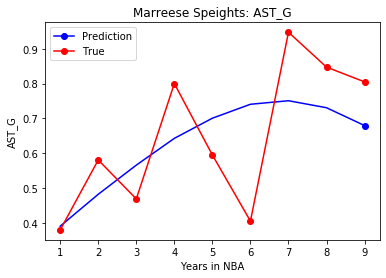 Marreese Speights: AST_G
Prediction
True
AST_G
0.9
0.8
0.7
0.6
0.5
0.4
1 2 3 4 5 6 7 8 9
Years in NBA